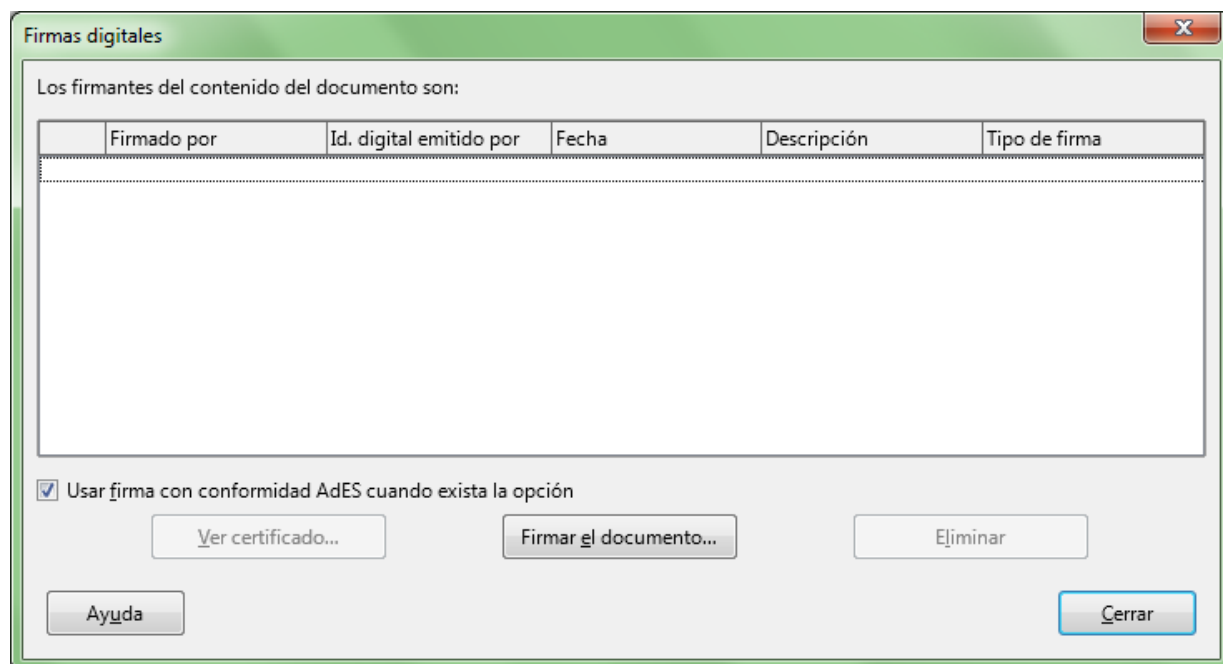 Firmas digitales
Los firmantes del contenido del documento son:
Firmado por Id. digital emitido por Fecha Descripción Tipo de firma
Usar firma con conformidad AdES cuando exista la opción
Ver certificado... Firmar el documento... Eliminar
Ayuda Cerrar